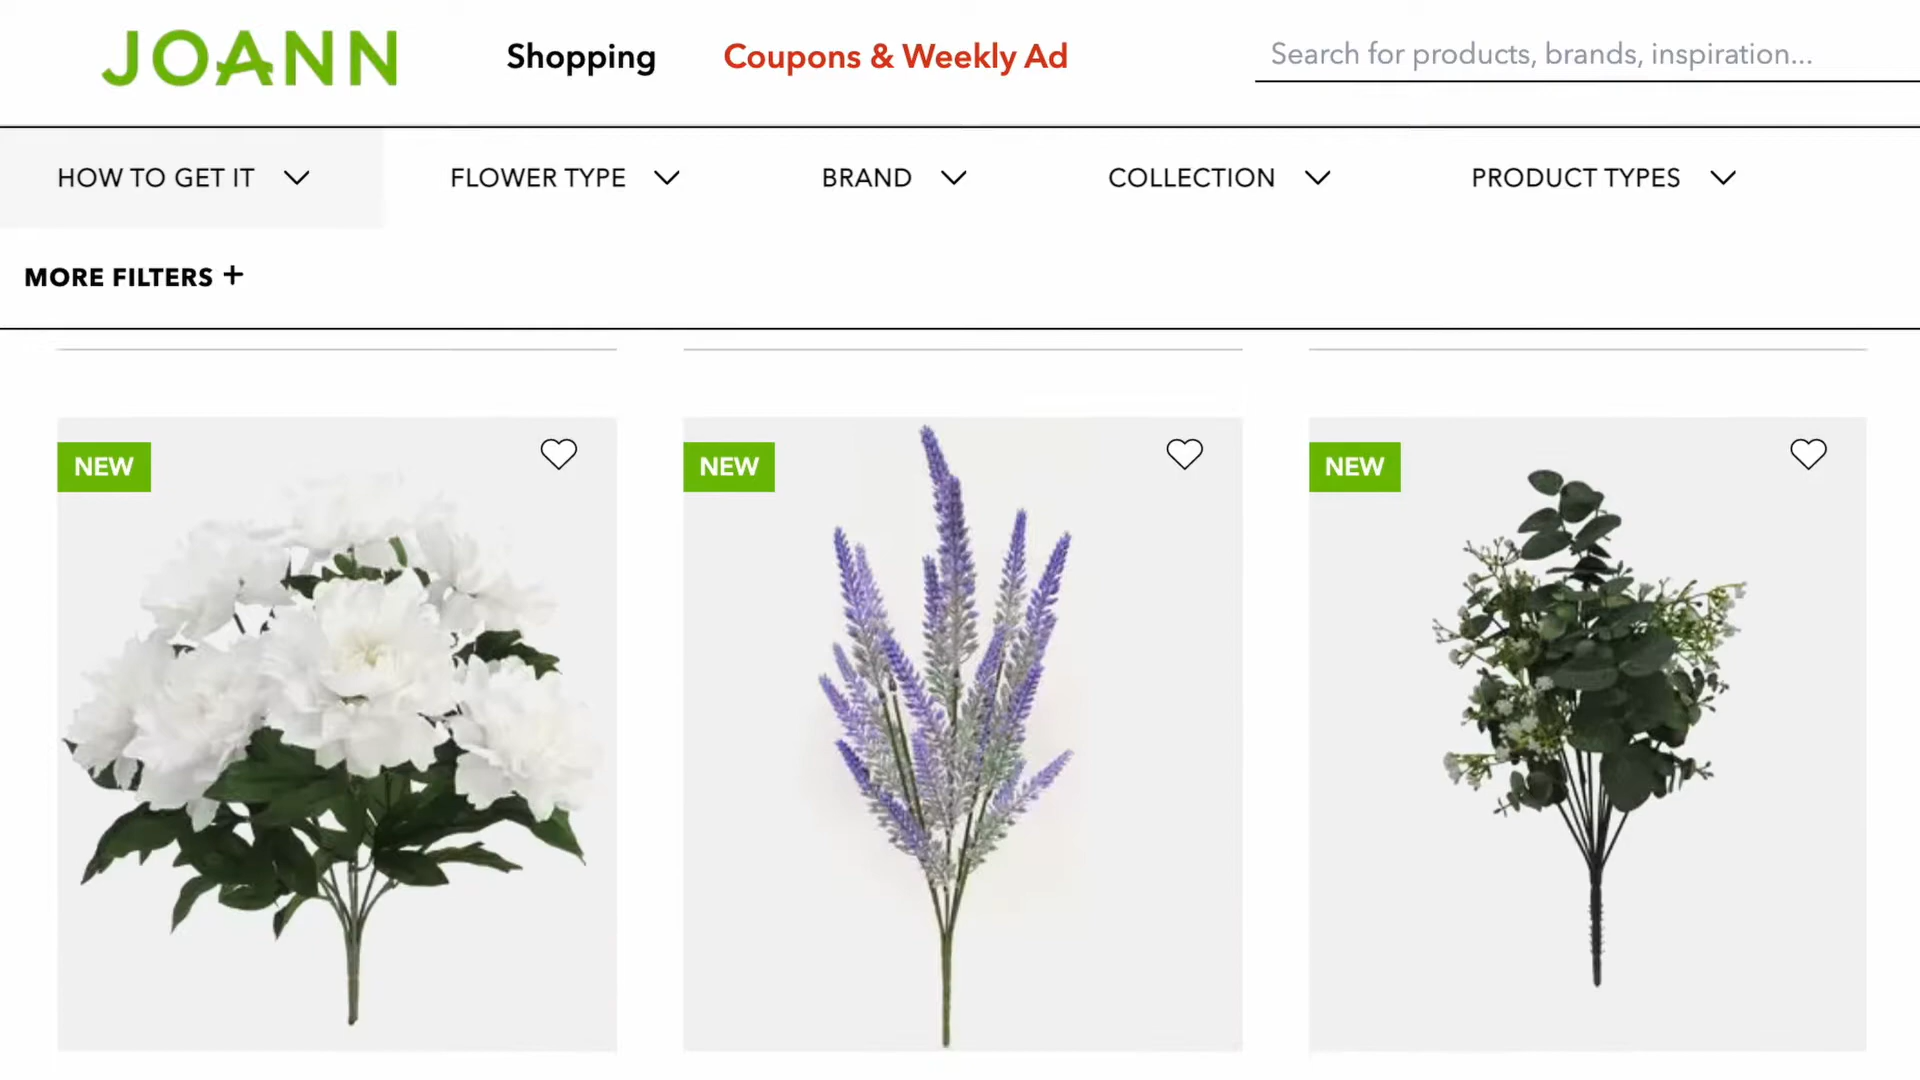 JOANN
Shopping
Coupons & Weekly Ad
Search for products, brands, inspiration...
HOW TO GET IT
FLOWER TYPE
BRAND
COLLECTION
PRODUCT TYPES
MORE FILTERS +
NEW
NEW
NEW